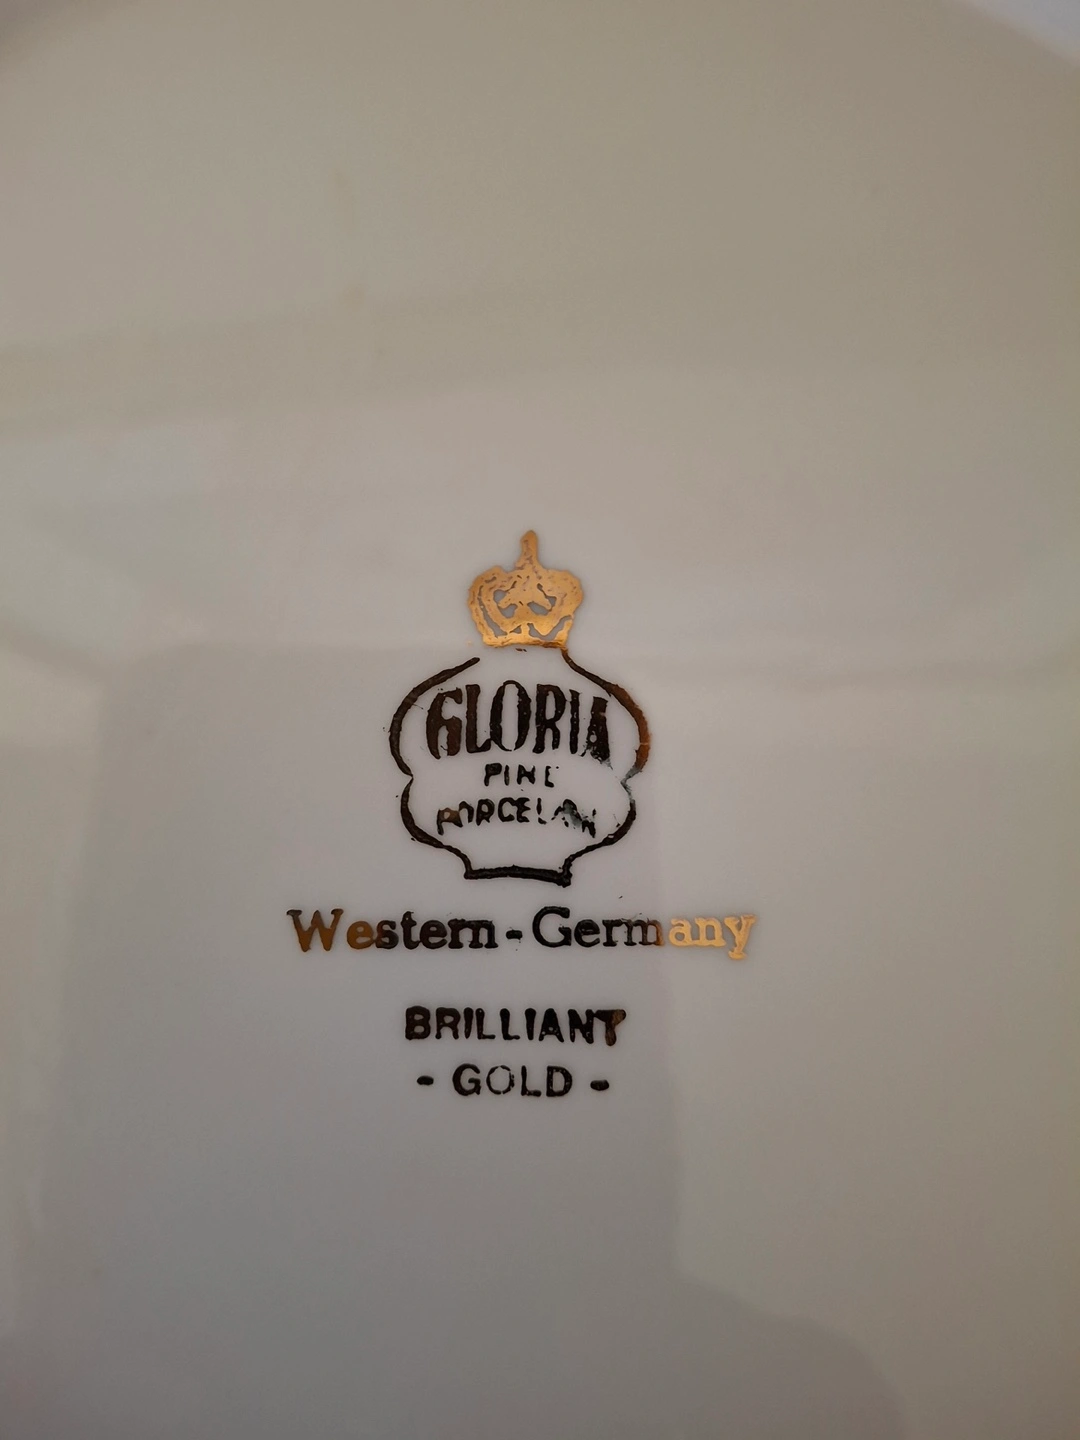 GLORIA
FINE
PORCELAIN
Western-Germany
BRILLIANT
- GOLD -